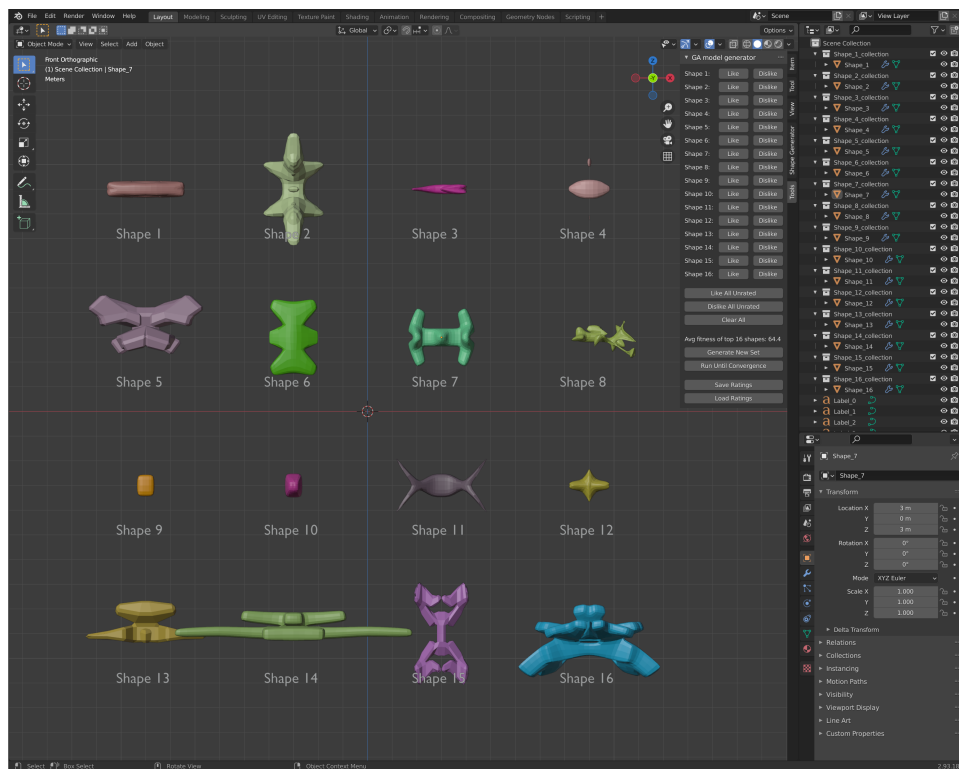 File Edit Render Window Help Layout Modeling Sculpting UV Editing Texture Paint Shading Animation Rendering Compositing Geometry Nodes Scripting + Scene View Layer
Global Options
Object Mode View Select Add Object
Front Orthographic
(1) Scene Collection | Shape_7
Meters
Shape 1
Shape 2
Shape 3
Shape 4
Shape 5
Shape 6
Shape 7
Shape 8
Shape 9
Shape 10
Shape 11
Shape 12
Shape 13
Shape 14
Shape 15
Shape 16
Z
Y
X
GA model generator
Shape 1: Like Dislike
Shape 2: Like Dislike
Shape 3: Like Dislike
Shape 4: Like Dislike
Shape 5: Like Dislike
Shape 6: Like Dislike
Shape 7: Like Dislike
Shape 8: Like Dislike
Shape 9: Like Dislike
Shape 10: Like Dislike
Shape 11: Like Dislike
Shape 12: Like Dislike
Shape 13: Like Dislike
Shape 14: Like Dislike
Shape 15: Like Dislike
Shape 16: Like Dislike
Like All Unrated
Dislike All Unrated
Clear All
Avg fitness of top 16 shapes: 64.4
Generate New Set
Run Until Convergence
Save Ratings
Load Ratings
Item
Tool
View
Shape Generator
Tools
Scene Collection
Shape_1_collection
Shape_1
Shape_2_collection
Shape_2
Shape_3_collection
Shape_3
Shape_4_collection
Shape_4
Shape_5_collection
Shape_5
Shape_6_collection
Shape_6
Shape_7_collection
Shape_7
Shape_8_collection
Shape_8
Shape_9_collection
Shape_9
Shape_10_collection
Shape_10
Shape_11_collection
Shape_11
Shape_12_collection
Shape_12
Shape_13_collection
Shape_13
Shape_14_collection
Shape_14
Shape_15_collection
Shape_15
Shape_16_collection
Shape_16
Label_0
Label_1
Label_2
Shape_7
Shape_7
Transform
Location X 3 m
Y 0 m
Z 3 m
Rotation X 0°
Y 0°
Z 0°
Mode XYZ Euler
Scale X 1.000
Y 1.000
Z 1.000
Delta Transform
Relations
Collections
Instancing
Motion Paths
Visibility
Viewport Display
Line Art
Custom Properties
Select Box Select Rotate View Object Context Menu 2.93.18